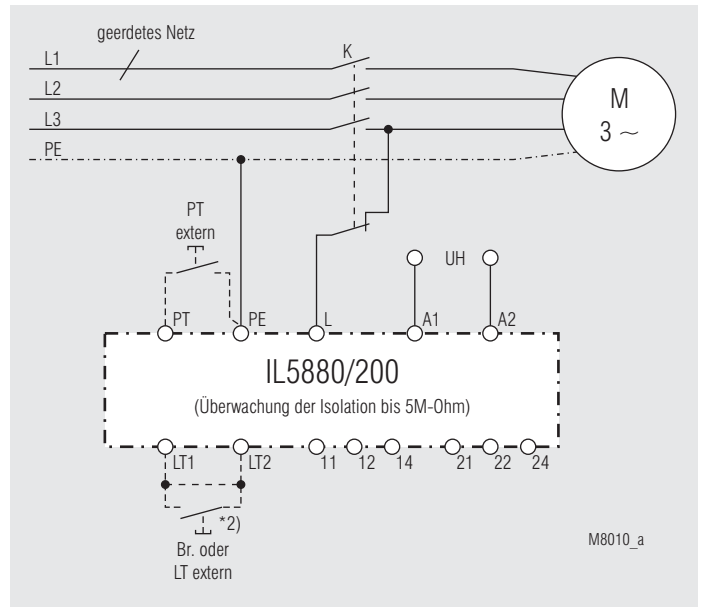 geerdetes Netz
K
L1
L2
L3
PE
M
3 ~
PT
extern
UH
PT
PE
L
A1
A2
IL5880/200
(Überwachung der Isolation bis 5M-Ohm)
LT1
LT2
11
12
14
21
22
24
*2)
Br. oder
LT extern
M8010_a